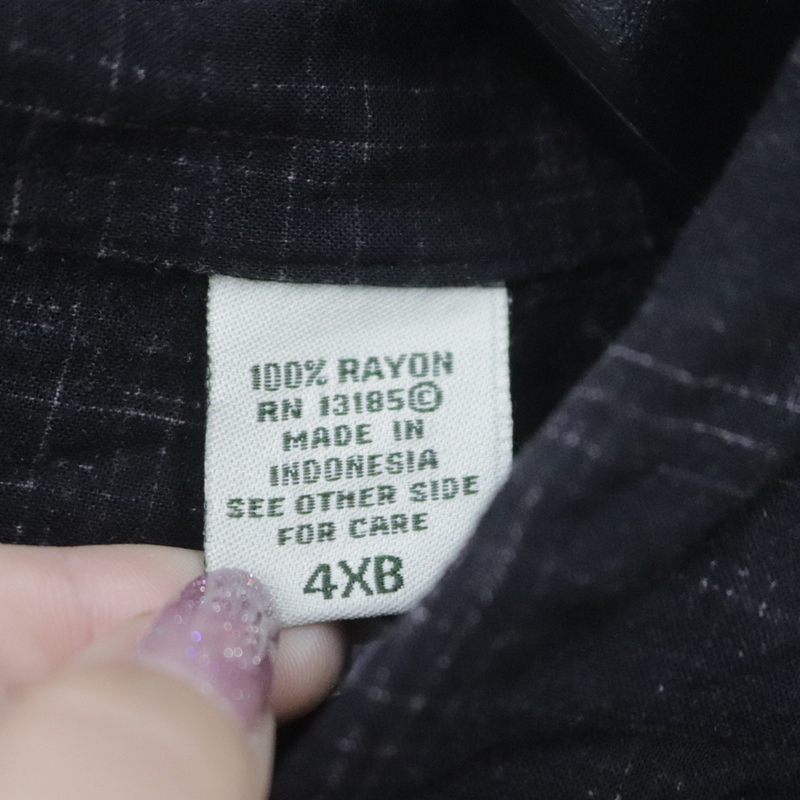 100% RAYON
RN 13185©
MADE IN
INDONESIA
SEE OTHER SIDE
FOR CARE
4XB